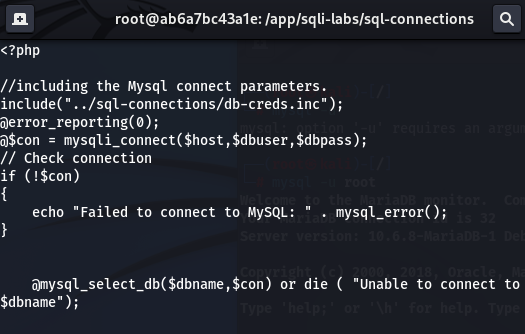 root@ab6a7bc43a1e: /app/sqli-labs/sql-connections
<?php
//including the Mysql connect parameters.
include("../sql-connections/db-creds.inc");
@error_reporting(0);
@$con = mysqli_connect($host,$dbuser,$dbpass);
// Check connection
if (!$con)
{
    echo "Failed to connect to MySQL: " . mysql_error();
}
    @mysql_select_db($dbname,$con) or die ( "Unable to connect to
$dbname");